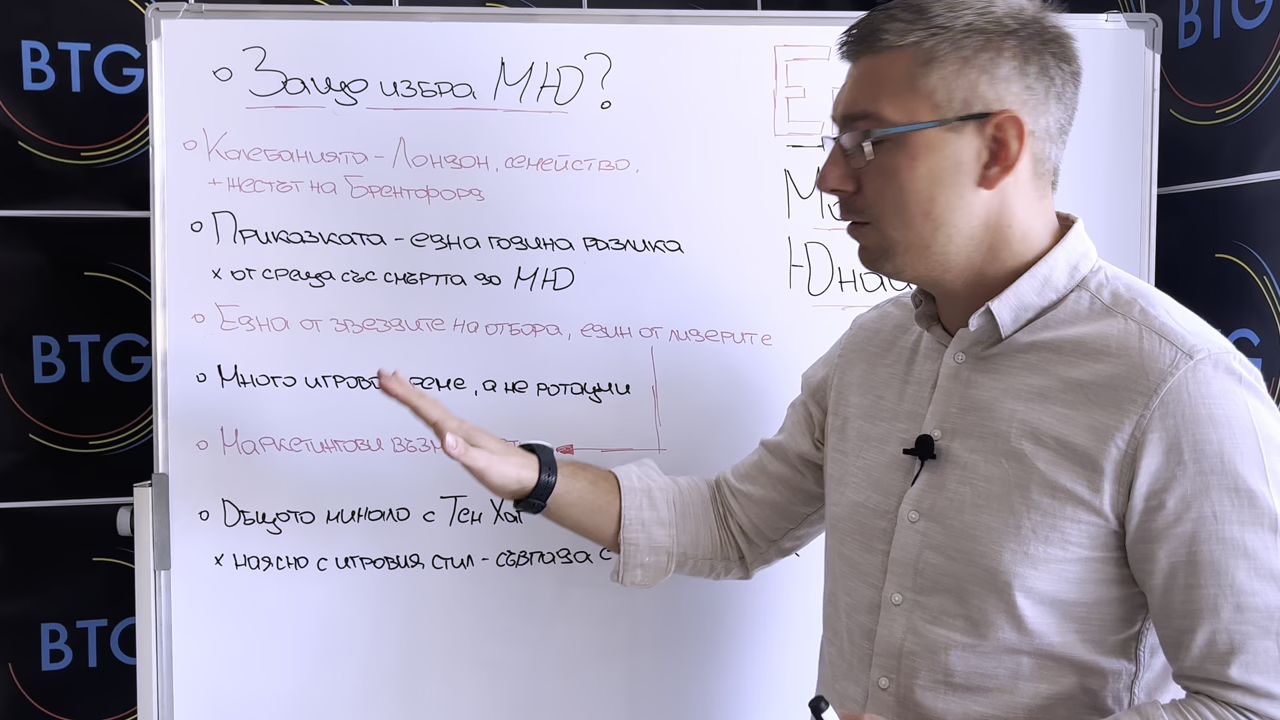 BTG
BTG
BTG
BTG
BTG
Защо избра МЮ?
Колебанията - Лондон, семейство,
+ жестът на Брентфорд
Приказката - една година разлика
x от среща със смъртта до МЮ
Една от звездите на отбора, един от лидерите
Много игрово, а не ротации
Маркетингови
Общото минало с Тен Хаг
x наясно с игровия стил - съвпада с